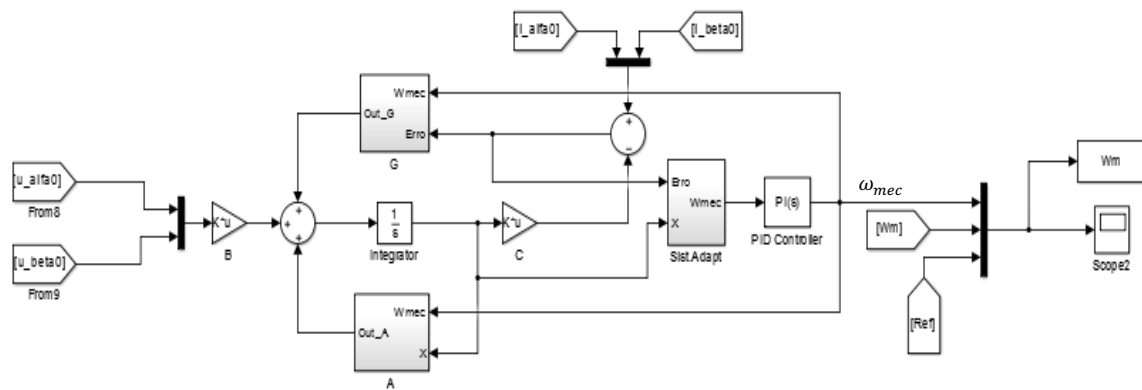 [I_alfa0]
[I_beta0]
Wmec
Out_G
Erro
G
+
−
[u_alfa0]
From8
[u_beta0]
From9
K*u
B
+
+
+
1
s
Integrator
K*u
C
Erro
Wmec
X
Sist.Adapt
PI(s)
PID Controller
ω_mec
[Wm]
[Ref]
Wm
Scope2
Wmec
Out_A
X
A